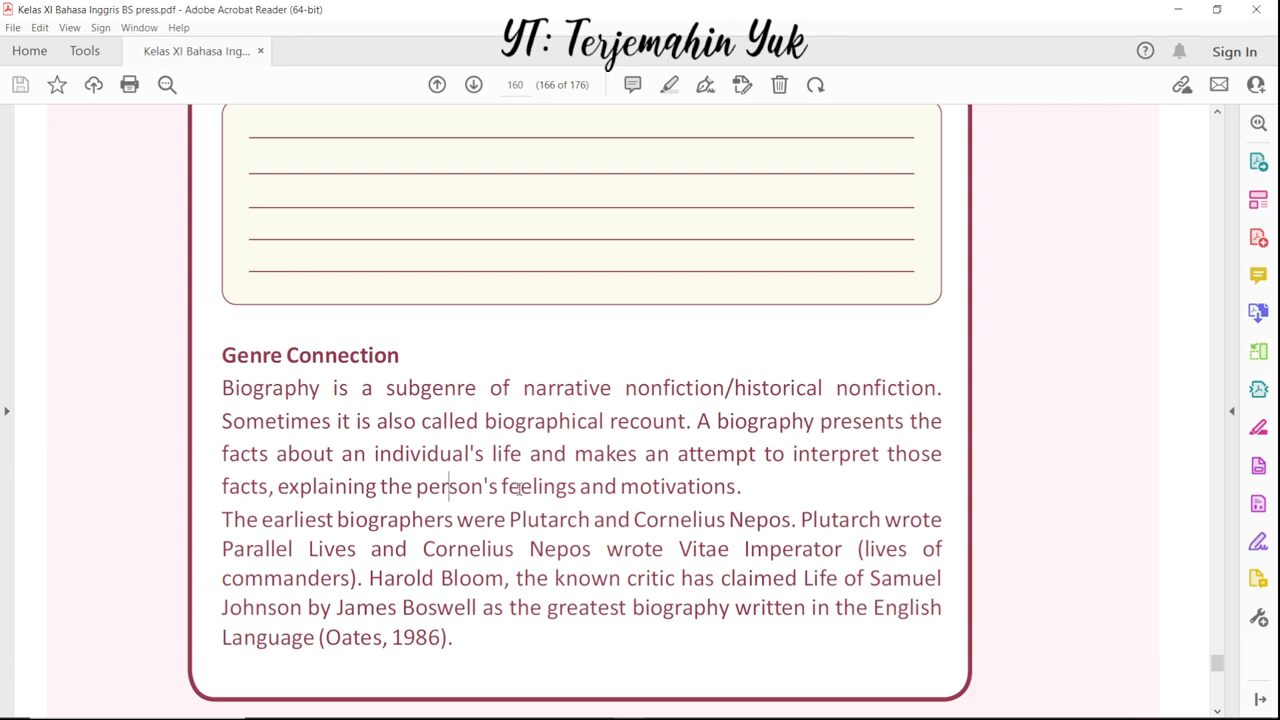 Kelas XI Bahasa Inggris BS press.pdf - Adobe Acrobat Reader (64-bit)
YT: Terjemahin Yuk
File Edit View Sign Window Help
Home Tools Kelas XI Bahasa Ing... × Sign In
160 (166 of 176)
Genre Connection
Biography is a subgenre of narrative nonfiction/historical nonfiction.
Sometimes it is also called biographical recount. A biography presents the
facts about an individual's life and makes an attempt to interpret those
facts, explaining the person's feelings and motivations.
The earliest biographers were Plutarch and Cornelius Nepos. Plutarch wrote
Parallel Lives and Cornelius Nepos wrote Vitae Imperator (lives of
commanders). Harold Bloom, the known critic has claimed Life of Samuel
Johnson by James Boswell as the greatest biography written in the English
Language (Oates, 1986).